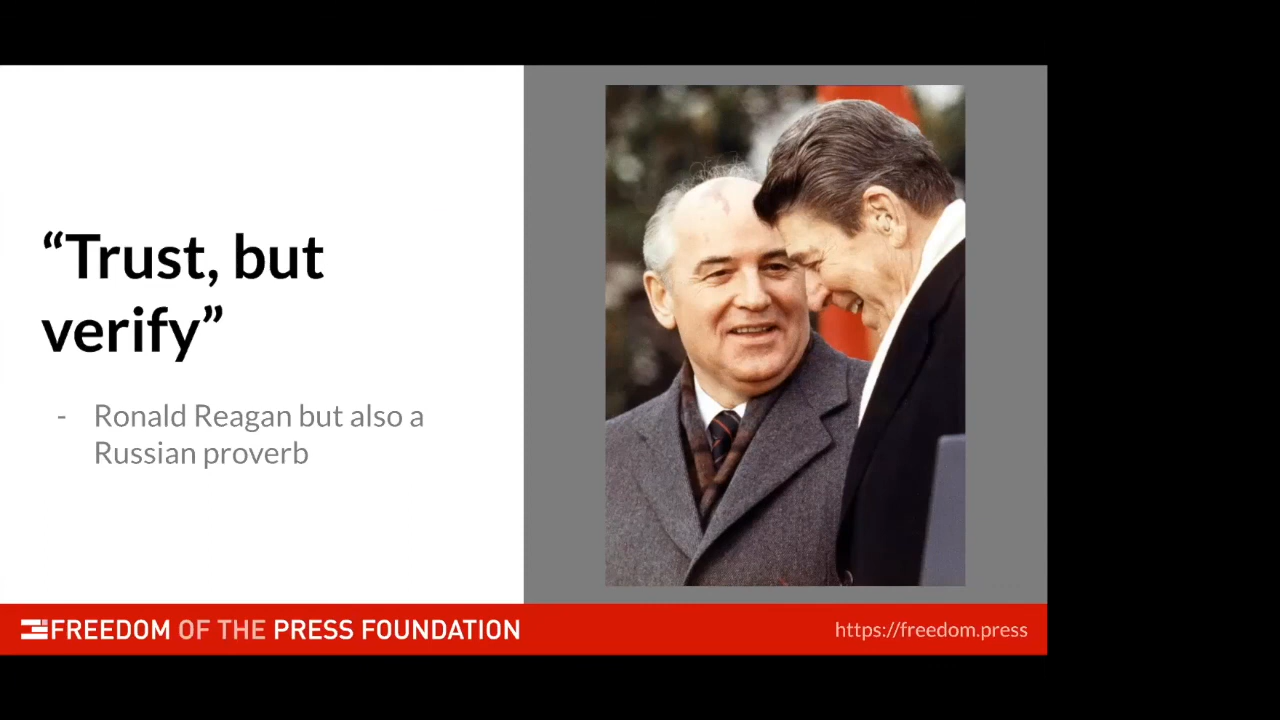 “Trust, but
verify”
- Ronald Reagan but also a
Russian proverb
FREEDOM OF THE PRESS FOUNDATION
https://freedom.press